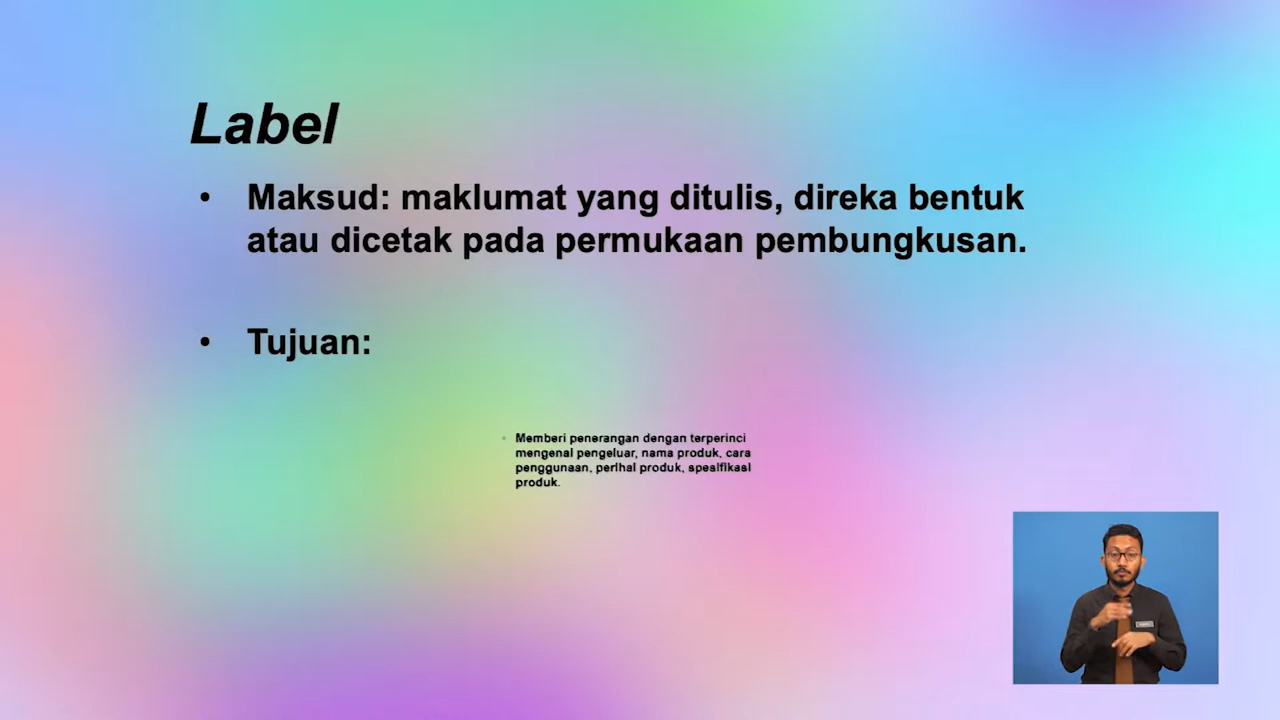 Label
• Maksud: maklumat yang ditulis, direka bentuk
atau dicetak pada permukaan pembungkusan.
• Tujuan:
• Memberi penerangan dengan terperinci
mengenai pengeluar, nama produk, cara
penggunaan, perihal produk, spesifikasi
produk.